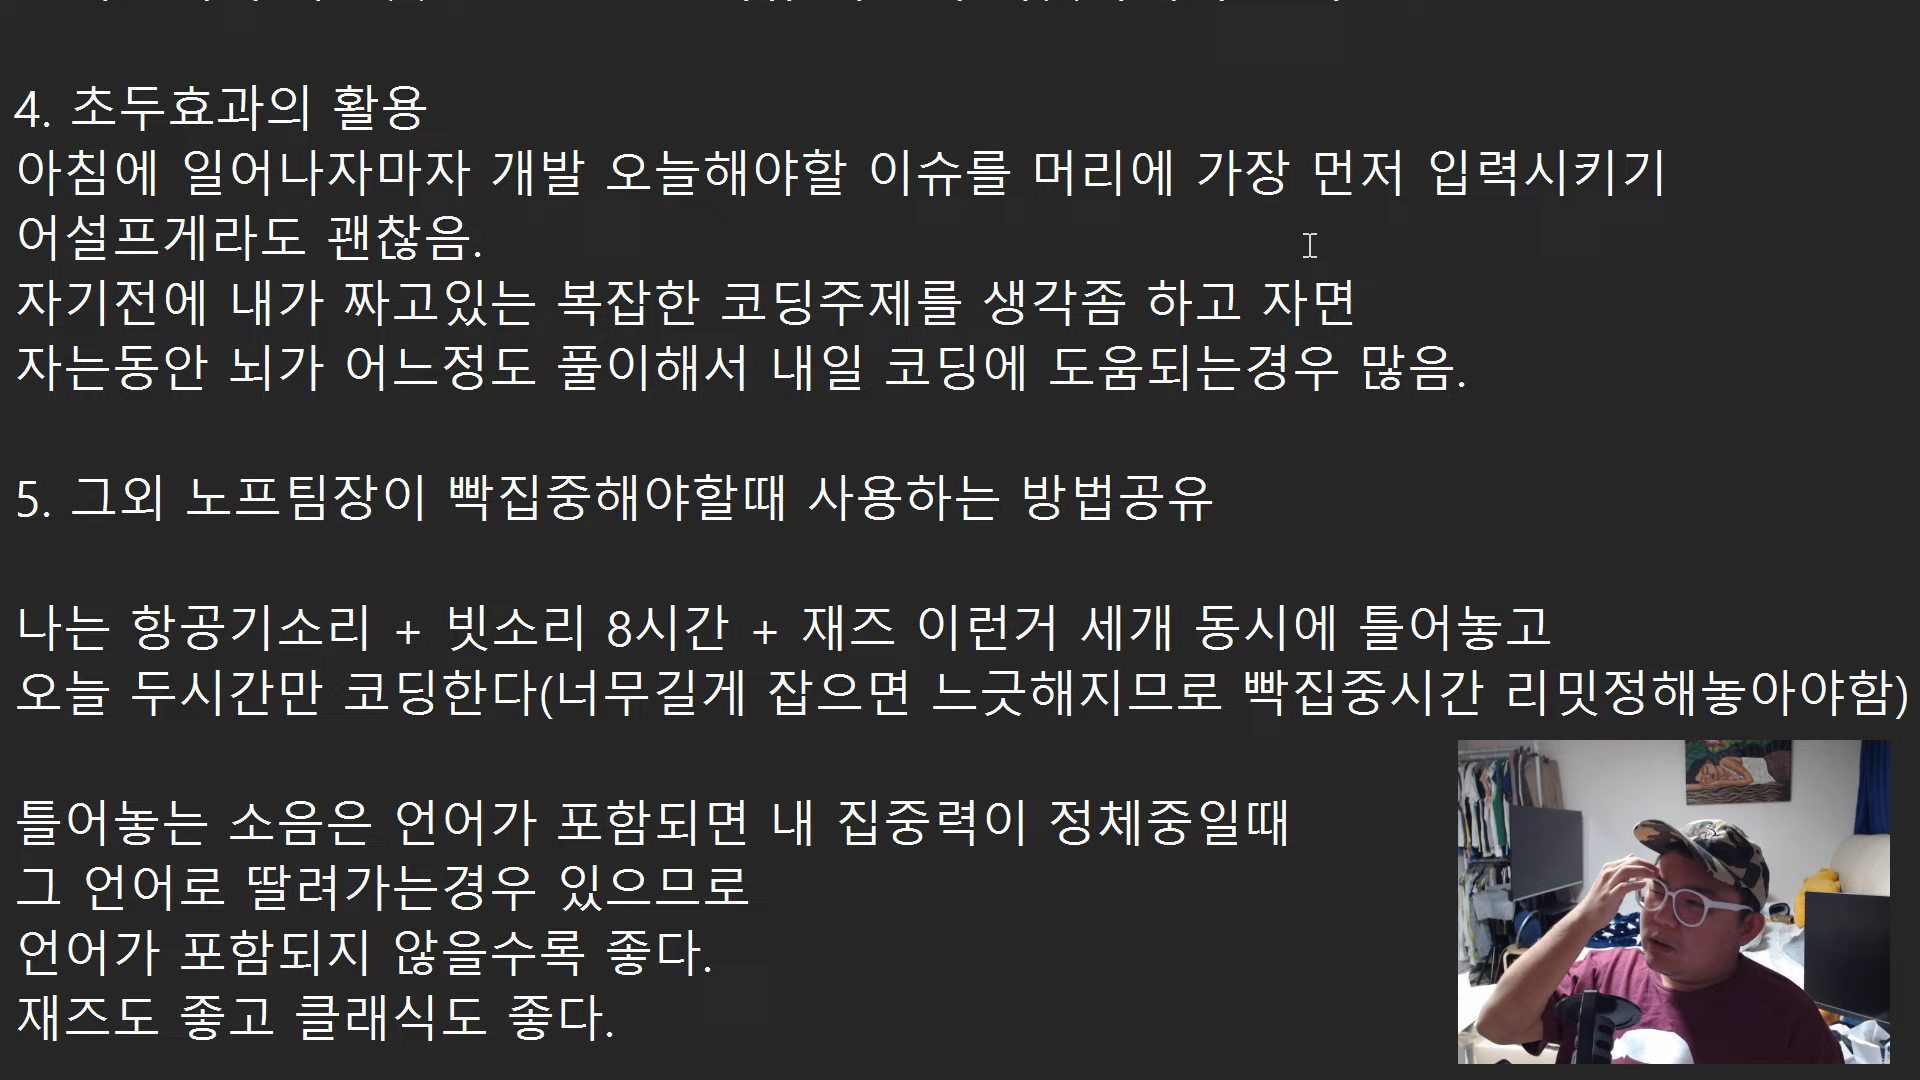 4. 초두효과의 활용
아침에 일어나자마자 개발 오늘해야할 이슈를 머리에 가장 먼저 입력시키기
어설프게라도 괜찮음.
자기전에 내가 짜고있는 복잡한 코딩주제를 생각좀 하고 자면
자는동안 뇌가 어느정도 풀이해서 내일 코딩에 도움되는경우 많음.
5. 그외 노프팀장이 빡집중해야할때 사용하는 방법공유
나는 항공기소리 + 빗소리 8시간 + 재즈 이런거 세개 동시에 틀어놓고
오늘 두시간만 코딩한다(너무길게 잡으면 느긋해지므로 빡집중시간 리밋정해놓아야함)
틀어놓는 소음은 언어가 포함되면 내 집중력이 정체중일때
그 언어로 딸려가는경우 있으므로
언어가 포함되지 않을수록 좋다.
재즈도 좋고 클래식도 좋다.